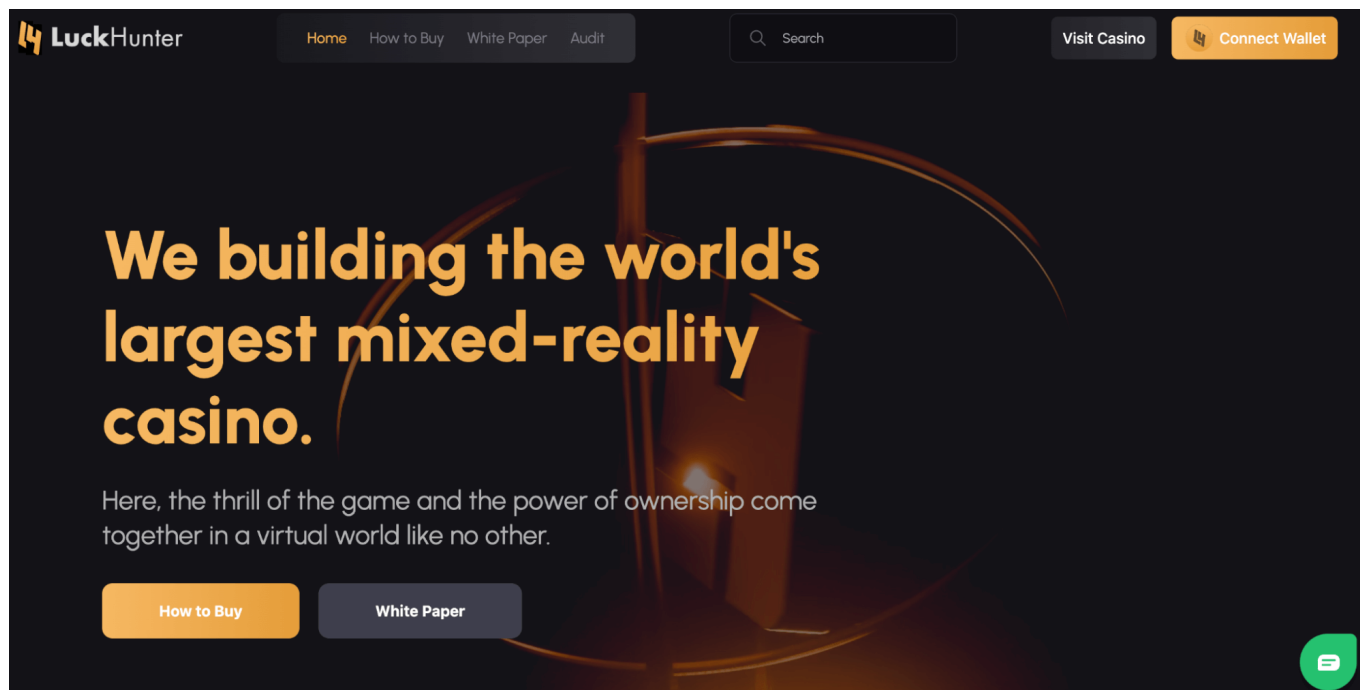 LuckHunter
Home How to Buy White Paper Audit
Search
Visit Casino
Connect Wallet
We building the world's
largest mixed-reality
casino.
Here, the thrill of the game and the power of ownership come
together in a virtual world like no other.
How to Buy
White Paper